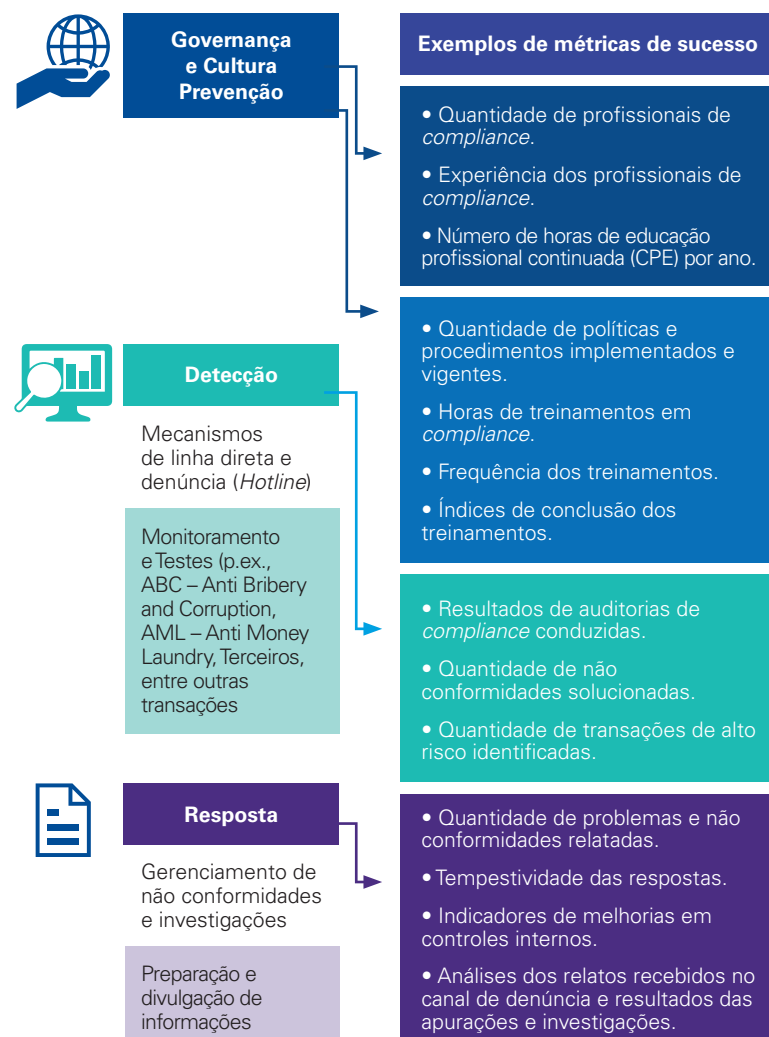 Governança
e Cultura
Prevenção
Exemplos de métricas de sucesso
• Quantidade de profissionais de
compliance.
• Experiência dos profissionais de
compliance.
• Número de horas de educação
profissional continuada (CPE) por ano.
• Quantidade de políticas e
procedimentos implementados e
vigentes.
• Horas de treinamentos em
compliance.
• Frequência dos treinamentos.
• Índices de conclusão dos
treinamentos.
Detecção
Mecanismos
de linha direta e
denúncia (Hotline)
Monitoramento
e Testes (p.ex.,
ABC – Anti Bribery
and Corruption,
AML – Anti Money
Laundry, Terceiros,
entre outras
transações
• Resultados de auditorias de
compliance conduzidas.
• Quantidade de não
conformidades solucionadas.
• Quantidade de transações de alto
risco identificadas.
Resposta
Gerenciamento de
não conformidades
e investigações
Preparação e
divulgação de
informações
• Quantidade de problemas e não
conformidades relatadas.
• Tempestividade das respostas.
• Indicadores de melhorias em
controles internos.
• Análises dos relatos recebidos no
canal de denúncia e resultados das
apurações e investigações.